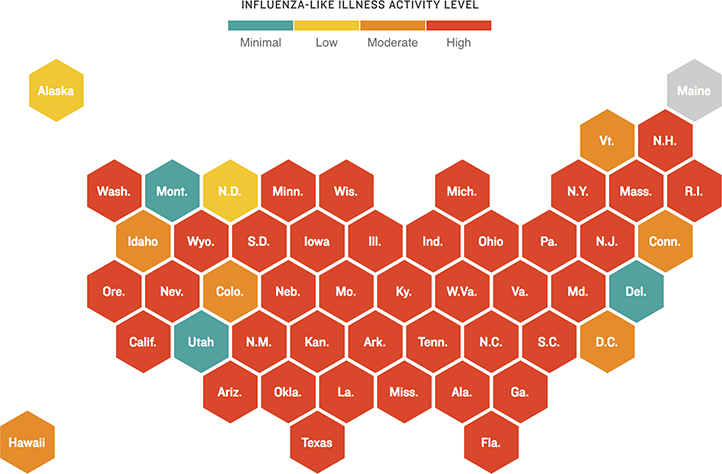 INFLUENZA-LIKE ILLNESS ACTIVITY LEVEL
Minimal Low Moderate High
Alaska Maine
Vt. N.H.
Wash. Mont. N.D. Minn. Wis. Mich. N.Y. Mass. R.I.
Idaho Wyo. S.D. Iowa Ill. Ind. Ohio Pa. N.J. Conn.
Ore. Nev. Colo. Neb. Mo. Ky. W.Va. Va. Md. Del.
Calif. Utah N.M. Kan. Ark. Tenn. N.C. S.C. D.C.
Ariz. Okla. La. Miss. Ala. Ga.
Hawaii Texas Fla.